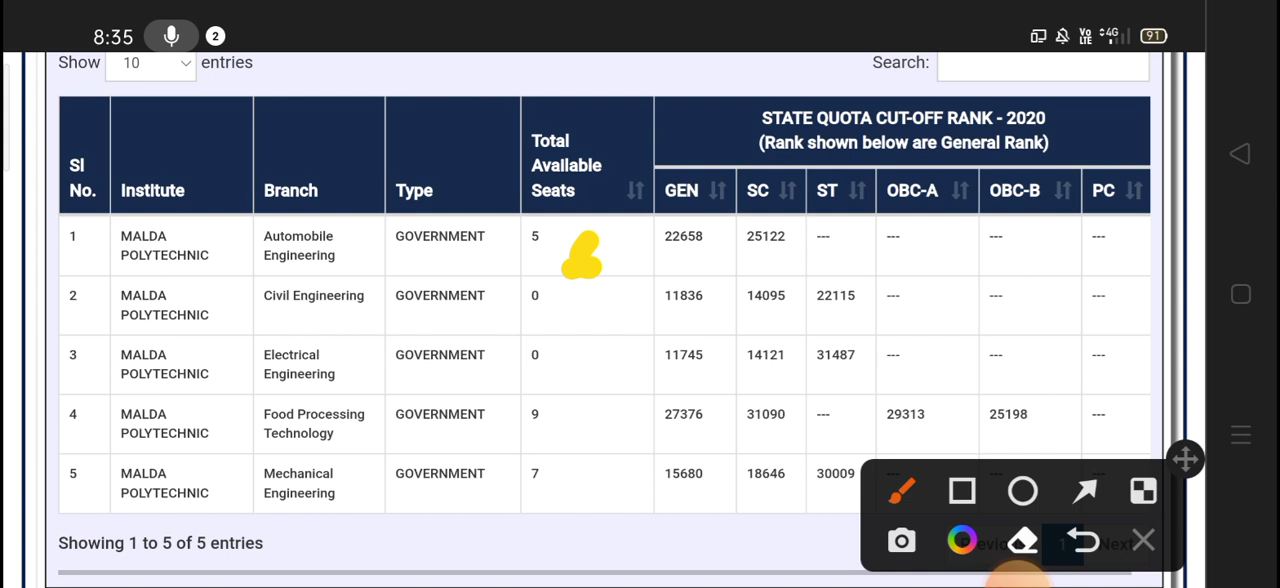 8:35 2 Vo LTE 4G 91
Show 10 entries Search:
STATE QUOTA CUT-OFF RANK - 2020
(Rank shown below are General Rank)
Sl No. Institute Branch Type Total Available Seats GEN SC ST OBC-A OBC-B PC
1 MALDA POLYTECHNIC Automobile Engineering GOVERNMENT 5 22658 25122 --- --- --- ---
2 MALDA POLYTECHNIC Civil Engineering GOVERNMENT 0 11836 14095 22115 --- --- ---
3 MALDA POLYTECHNIC Electrical Engineering GOVERNMENT 0 11745 14121 31487 --- --- ---
4 MALDA POLYTECHNIC Food Processing Technology GOVERNMENT 9 27376 31090 --- 29313 25198 ---
5 MALDA POLYTECHNIC Mechanical Engineering GOVERNMENT 7 15680 18646 30009
Showing 1 to 5 of 5 entries 1